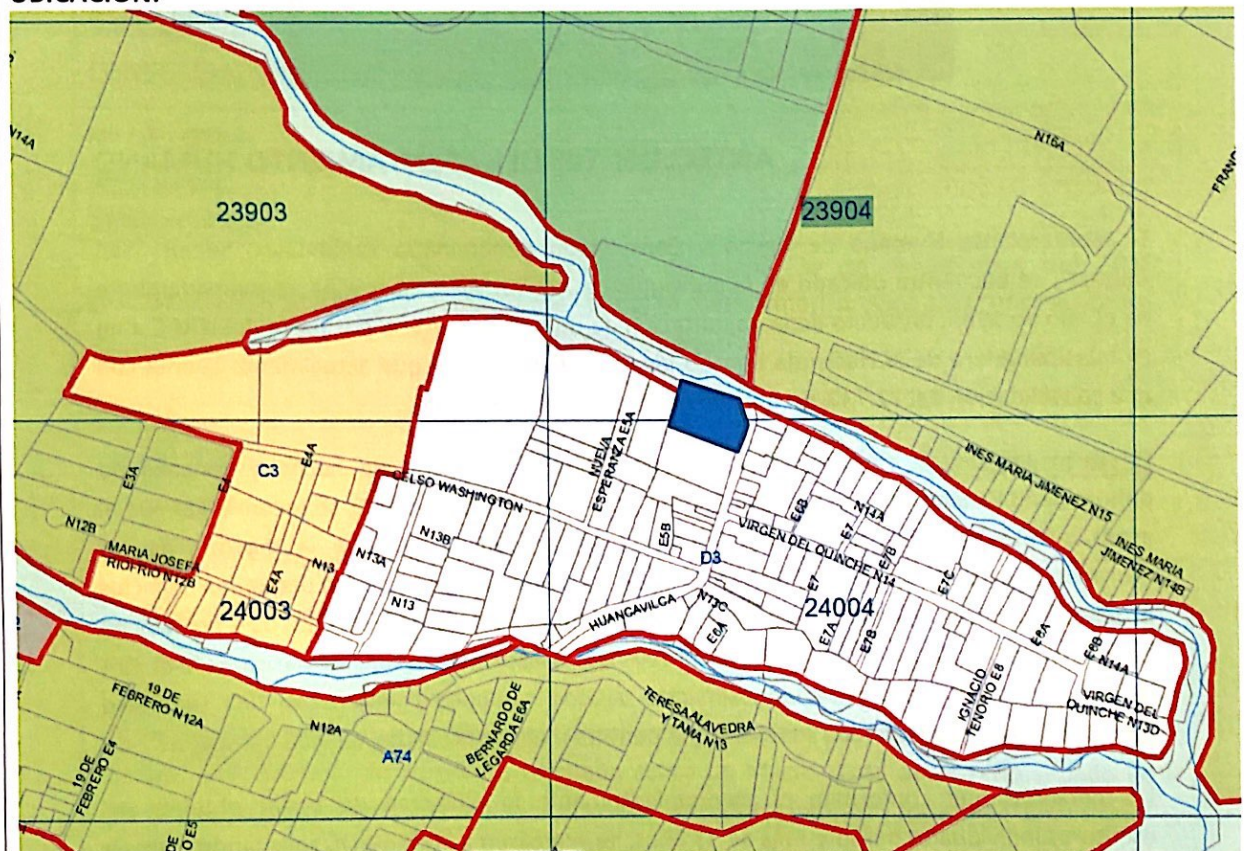 UBICACIÓN:
N14A
N16A
23903
23904
NUEVA
ESPERANZA E5A
INES MARIA JIMENEZ N15
E3A
E4
C3
E4A
CELSO WASHINGTON
N12B
N13B
E5B
E6B
N14A
E7
VIRGEN DEL QUINCHE N14
E7B
INES MARIA
JIMENEZ N14B
MARIA JOSEFA
RIOFRIO N12B
E4A
N13
N13A
D3
24003
N13
HUANCAVILCA
N13C
E6A
E7
24004
E7A
E7B
E7C
E8A
E8B
N14A
19 DE
FEBRERO N12A
N12A
A74
BERNARDO DE
LEGARDA E6A
TERESA ALAVEDRA
Y TAMA N13
IGNACIO
TENORIO E8
VIRGEN DEL
QUINCHE N13D
19 DE
FEBRERO E4